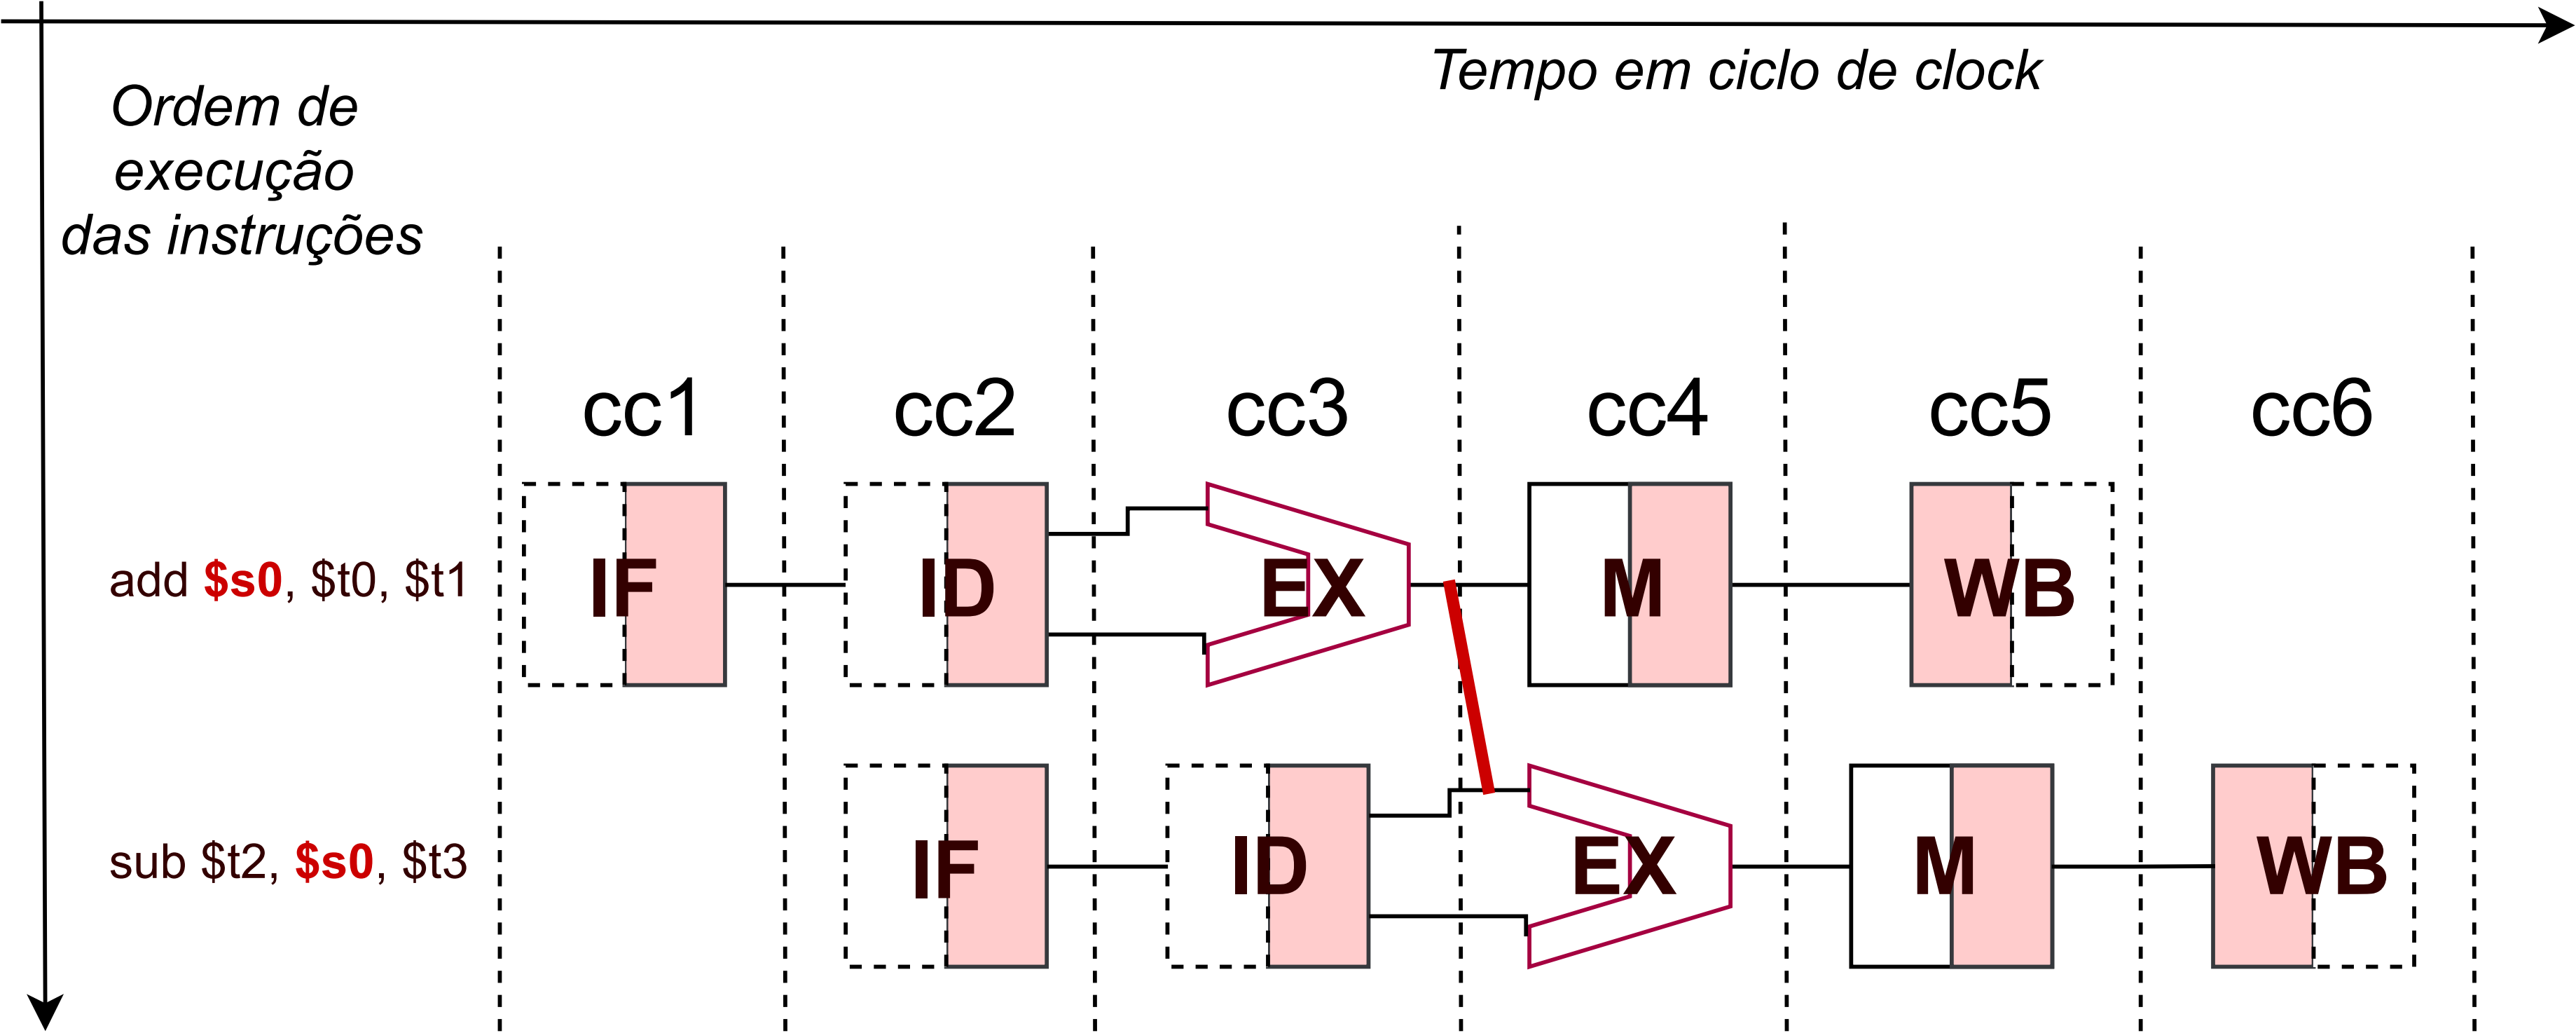 Tempo em ciclo de clock
Ordem de
execução
das instruções
cc1 cc2 cc3 cc4 cc5 cc6
add $s0, $t0, $t1 IF ID EX M WB
sub $t2, $s0, $t3 IF ID EX M WB